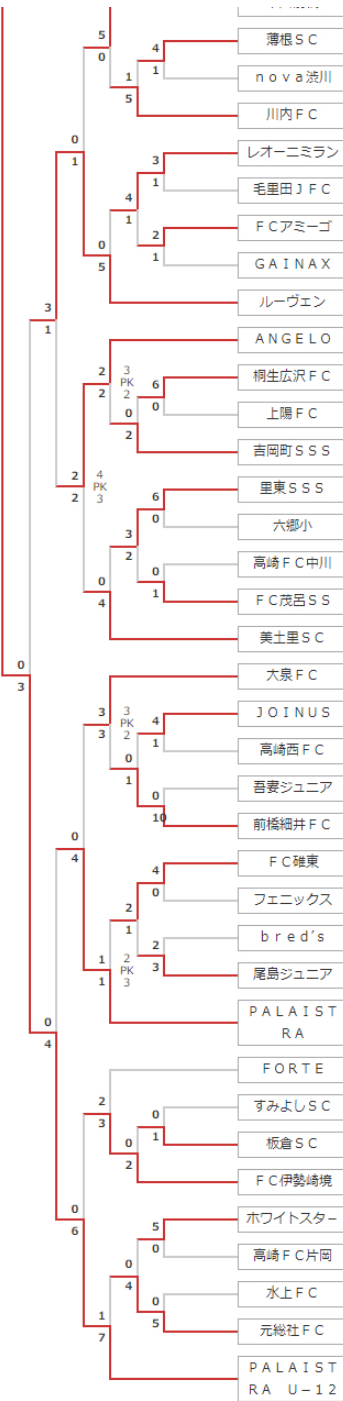 薄根ＳＣ
ｎｏｖａ渋川
川内ＦＣ
レオーニミラン
毛里田ＪＦＣ
ＦＣアミーゴ
ＧＡＩＮＡＸ
ルーヴェン
ＡＮＧＥＬＯ
桐生広沢ＦＣ
上陽ＦＣ
吉岡町ＳＳＳ
里東ＳＳＳ
六郷小
高崎ＦＣ中川
ＦＣ茂呂ＳＳ
美土里ＳＣ
大泉ＦＣ
ＪＯＩＮＵＳ
高崎西ＦＣ
吾妻ジュニア
前橋細井ＦＣ
ＦＣ碓東
フェニックス
ｂｒｅｄ’ｓ
尾島ジュニア
ＰＡＬＡＩＳＴ
ＲＡ
ＦＯＲＴＥ
すみよしＳＣ
板倉ＳＣ
ＦＣ伊勢崎境
ホワイトスター
高崎ＦＣ片岡
水上ＦＣ
元総社ＦＣ
ＰＡＬＡＩＳＴ
ＲＡ　Ｕ－１２
5
0
4
1
1
5
0
1
3
1
4
1
2
1
0
5
3
1
2
2
3
PK
2
6
0
0
2
2
2
4
PK
3
6
0
3
2
0
1
0
4
0
3
3
3
3
PK
2
4
1
0
1
0
10
0
4
4
0
2
1
2
3
1
1
2
PK
3
0
4
2
3
0
1
0
2
0
6
5
0
0
4
0
5
1
7